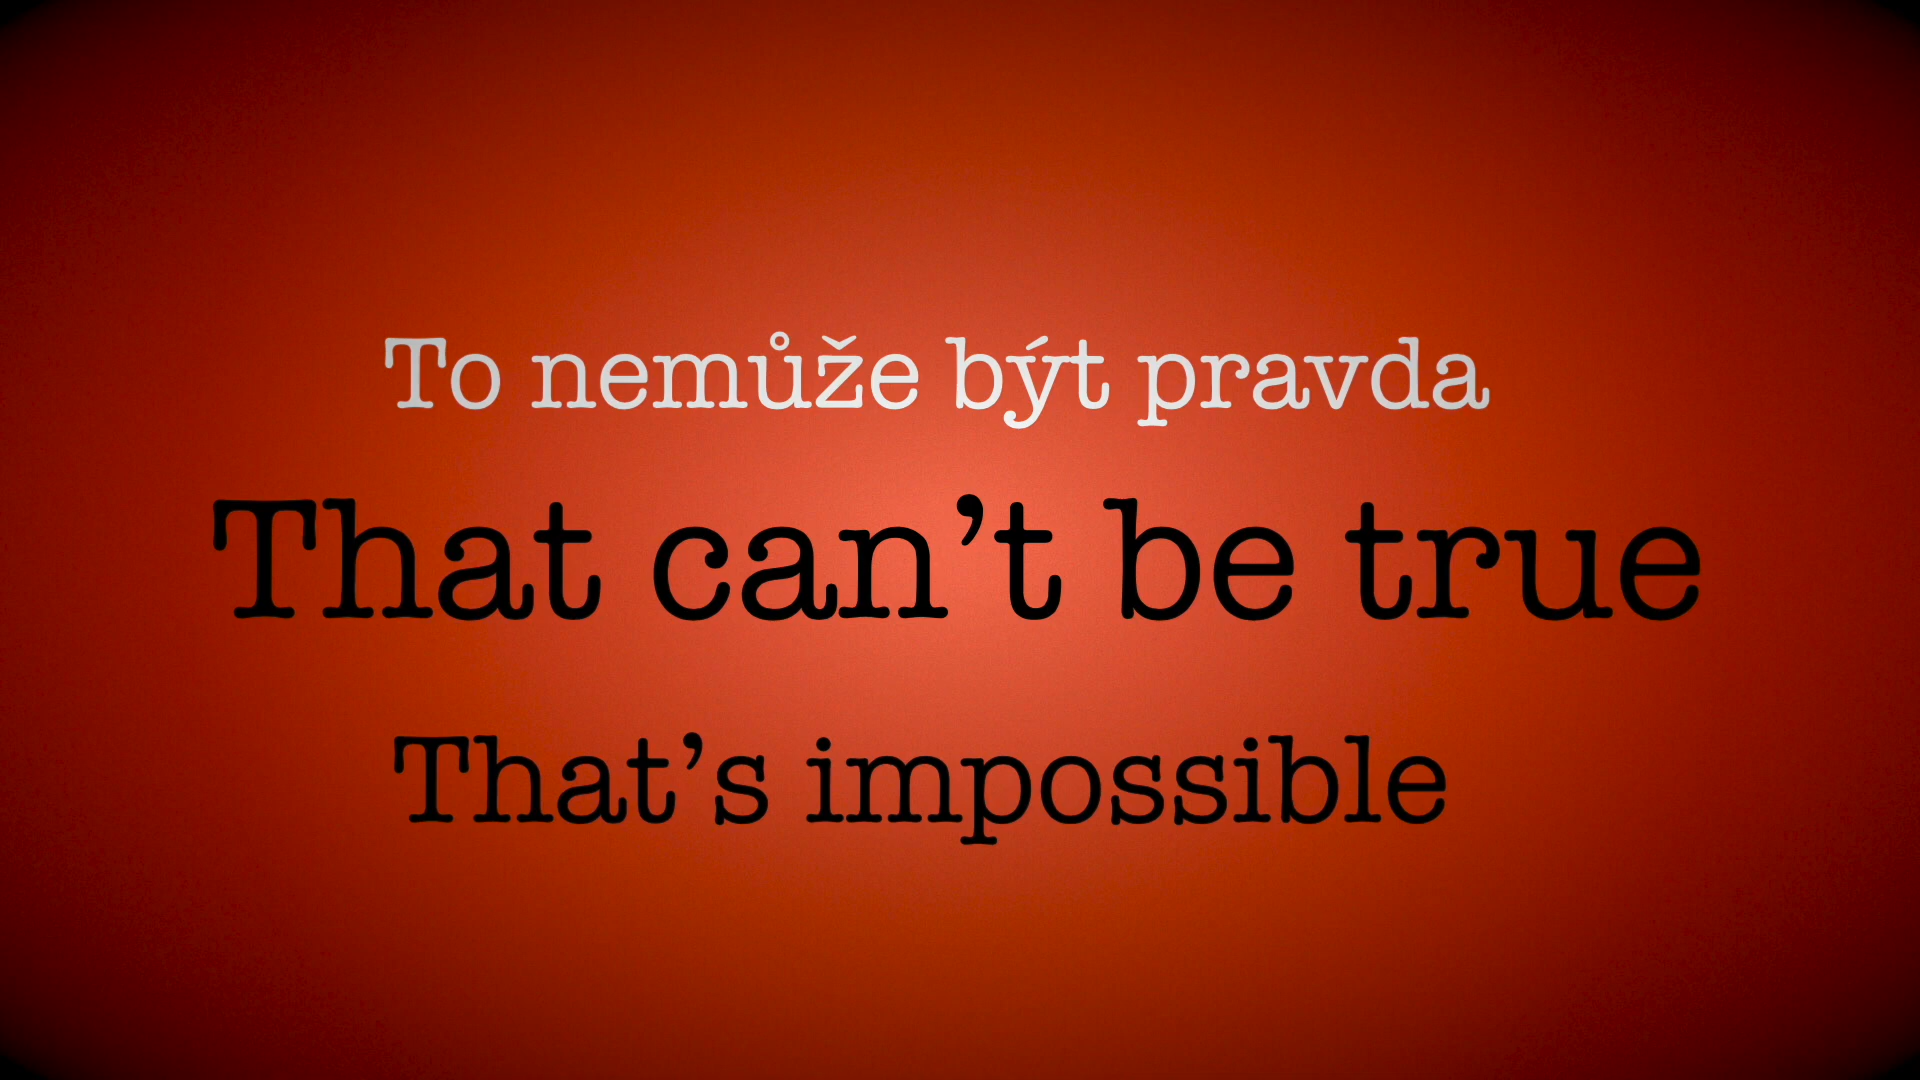 To nemůže být pravda
That can’t be true
That’s impossible